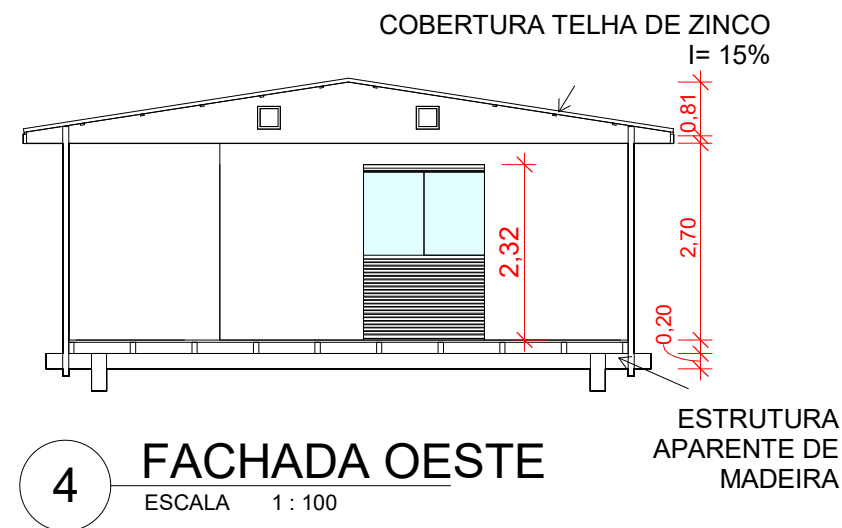 COBERTURA TELHA DE ZINCO
I= 15%
0,81
2,70
2,32
0,20
ESTRUTURA
APARENTE DE
MADEIRA
4
FACHADA OESTE
ESCALA 1 : 100